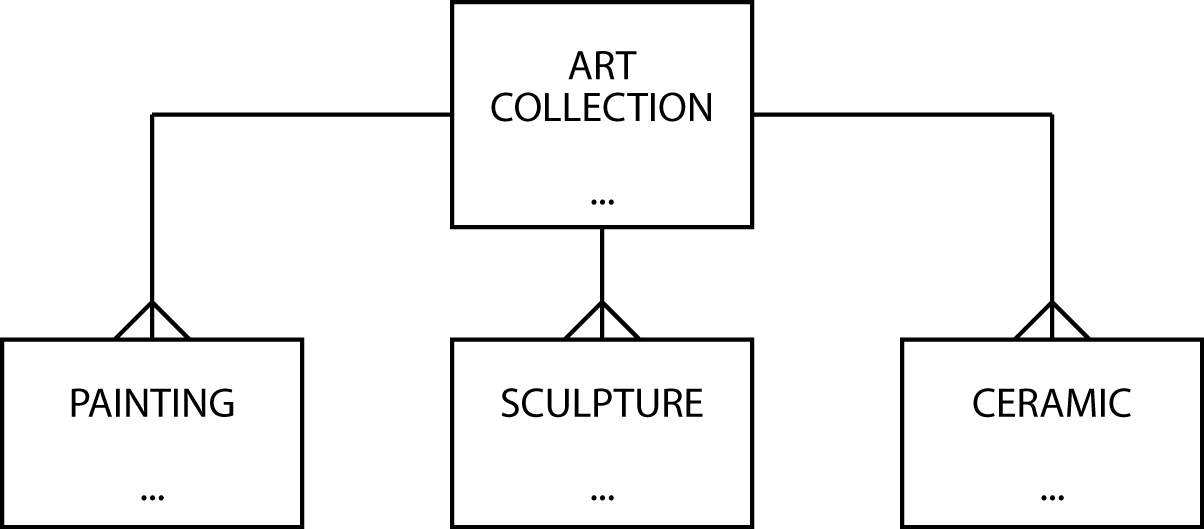 ART
COLLECTION
...
PAINTING
...
SCULPTURE
...
CERAMIC
...